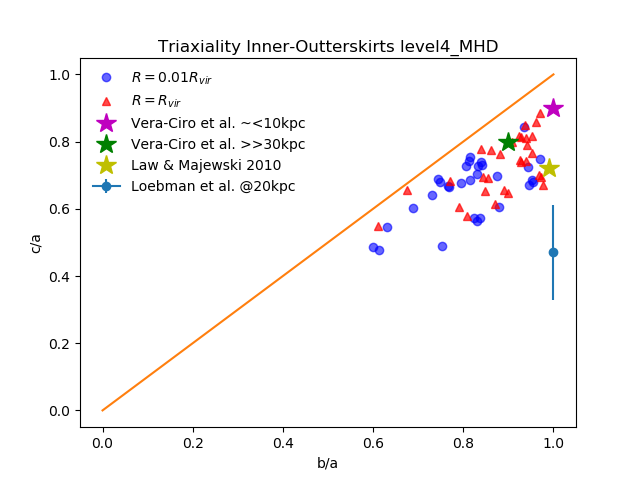 Triaxiality Inner-Outterskirts level4_MHD
R = 0.01R_vir
R = R_vir
Vera-Ciro et al. ~<10kpc
Vera-Ciro et al. >>30kpc
Law & Majewski 2010
Loebman et al. @20kpc
c/a
1.0
0.8
0.6
0.4
0.2
0.0
0.0 0.2 0.4 0.6 0.8 1.0
b/a